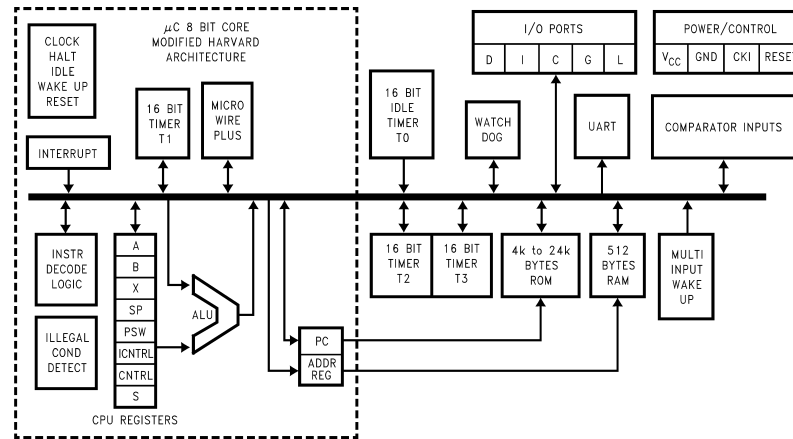 CLOCK
HALT
IDLE
WAKE UP
RESET
μC 8 BIT CORE
MODIFIED HARVARD
ARCHITECTURE
I/O PORTS
D I C G L
POWER/CONTROL
VCC GND CKI RESET
INTERRUPT
16 BIT
TIMER
T1
MICRO
WIRE
PLUS
16 BIT
IDLE
TIMER
T0
WATCH
DOG
UART
COMPARATOR INPUTS
INSTR
DECODE
LOGIC
A
B
X
SP
PSW
ICNTRL
CNTRL
S
CPU REGISTERS
ALU
ILLEGAL
COND
DETECT
PC
ADDR
REG
16 BIT
TIMER
T2
16 BIT
TIMER
T3
4k to 24k
BYTES
ROM
512
BYTES
RAM
MULTI
INPUT
WAKE
UP